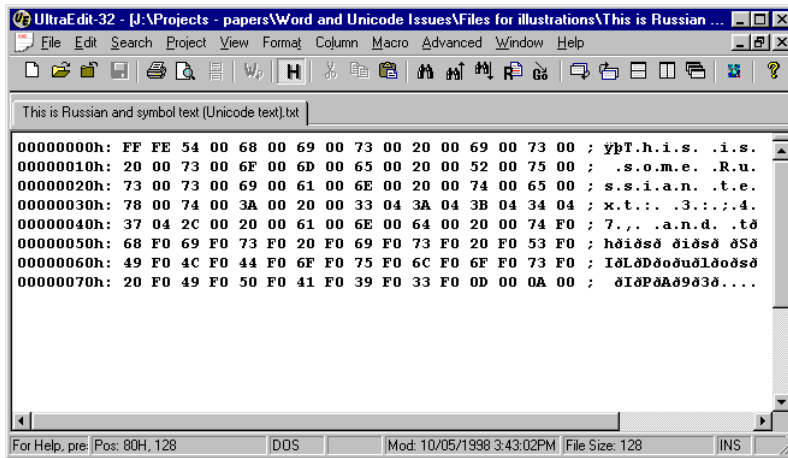 UltraEdit-32 - [J:\Projects - papers\Word and Unicode Issues\Files for illustrations\This is Russian ...
File Edit Search Project View Format Column Macro Advanced Window Help
This is Russian and symbol text (Unicode text).txt
00000000h: FF FE 54 00 68 00 69 00 73 00 20 00 69 00 73 00 ; ÿþT.h.i.s. .i.s.
00000010h: 20 00 73 00 6F 00 6D 00 65 00 20 00 52 00 75 00 ;  .s.o.m.e. .R.u.
00000020h: 73 00 73 00 69 00 61 00 6E 00 20 00 74 00 65 00 ; s.s.i.a.n. .t.e.
00000030h: 78 00 74 00 3A 00 20 00 33 04 3A 04 3B 04 34 04 ; x.t.:. .3.:.;.4.
00000040h: 37 04 2C 00 20 00 61 00 6E 00 64 00 20 00 74 F0 ; 7.,. .a.n.d. .tð
00000050h: 68 F0 69 F0 73 F0 20 F0 69 F0 73 F0 20 F0 53 F0 ; hðiðsð ðiðsð ðSð
00000060h: 49 F0 4C F0 44 F0 6F F0 75 F0 6C F0 6F F0 73 F0 ; IðLðDðoðuðlðoðsð
00000070h: 20 F0 49 F0 50 F0 41 F0 39 F0 33 F0 0D 00 0A 00 ;  ðIðPðAð9ð3ð....
For Help, pre Pos: 80H, 128 DOS Mod: 10/05/1998 3:43:02PM File Size: 128 INS